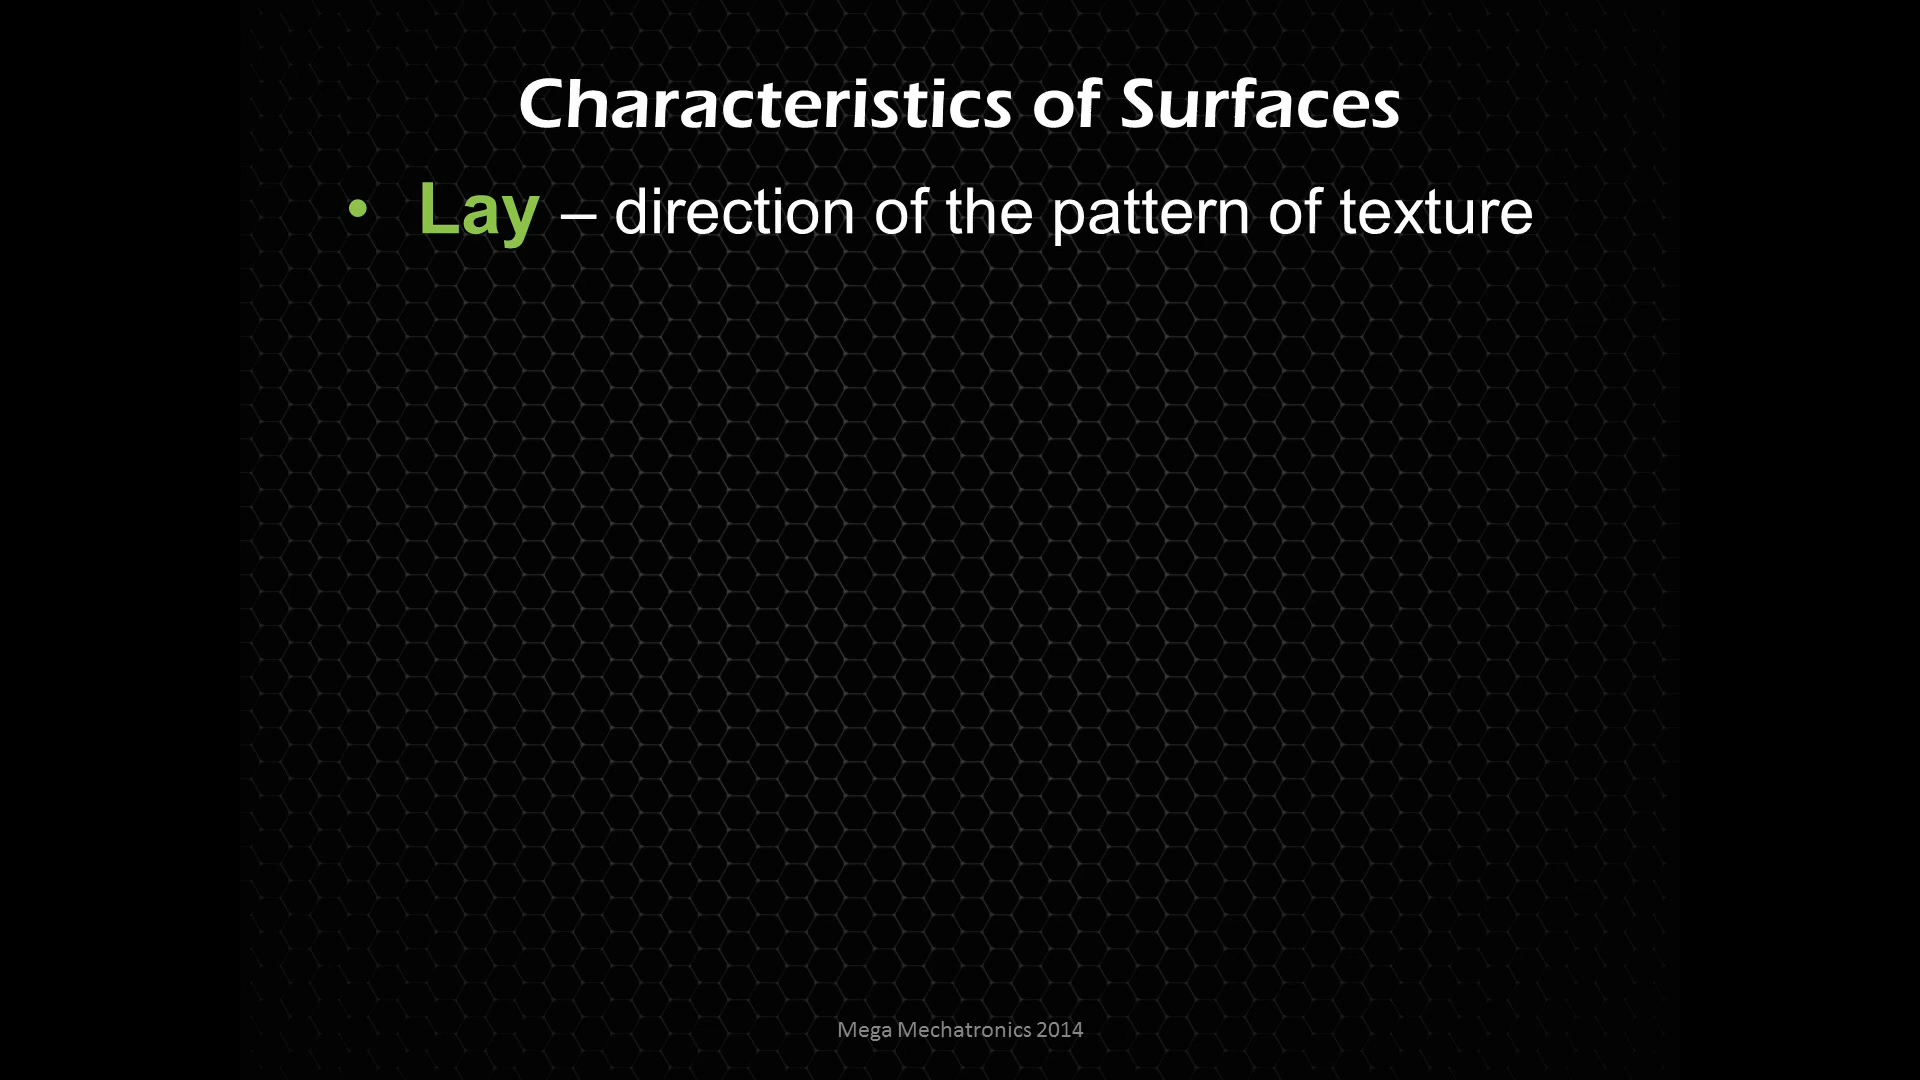 Characteristics of Surfaces
• Lay – direction of the pattern of texture
Mega Mechatronics 2014